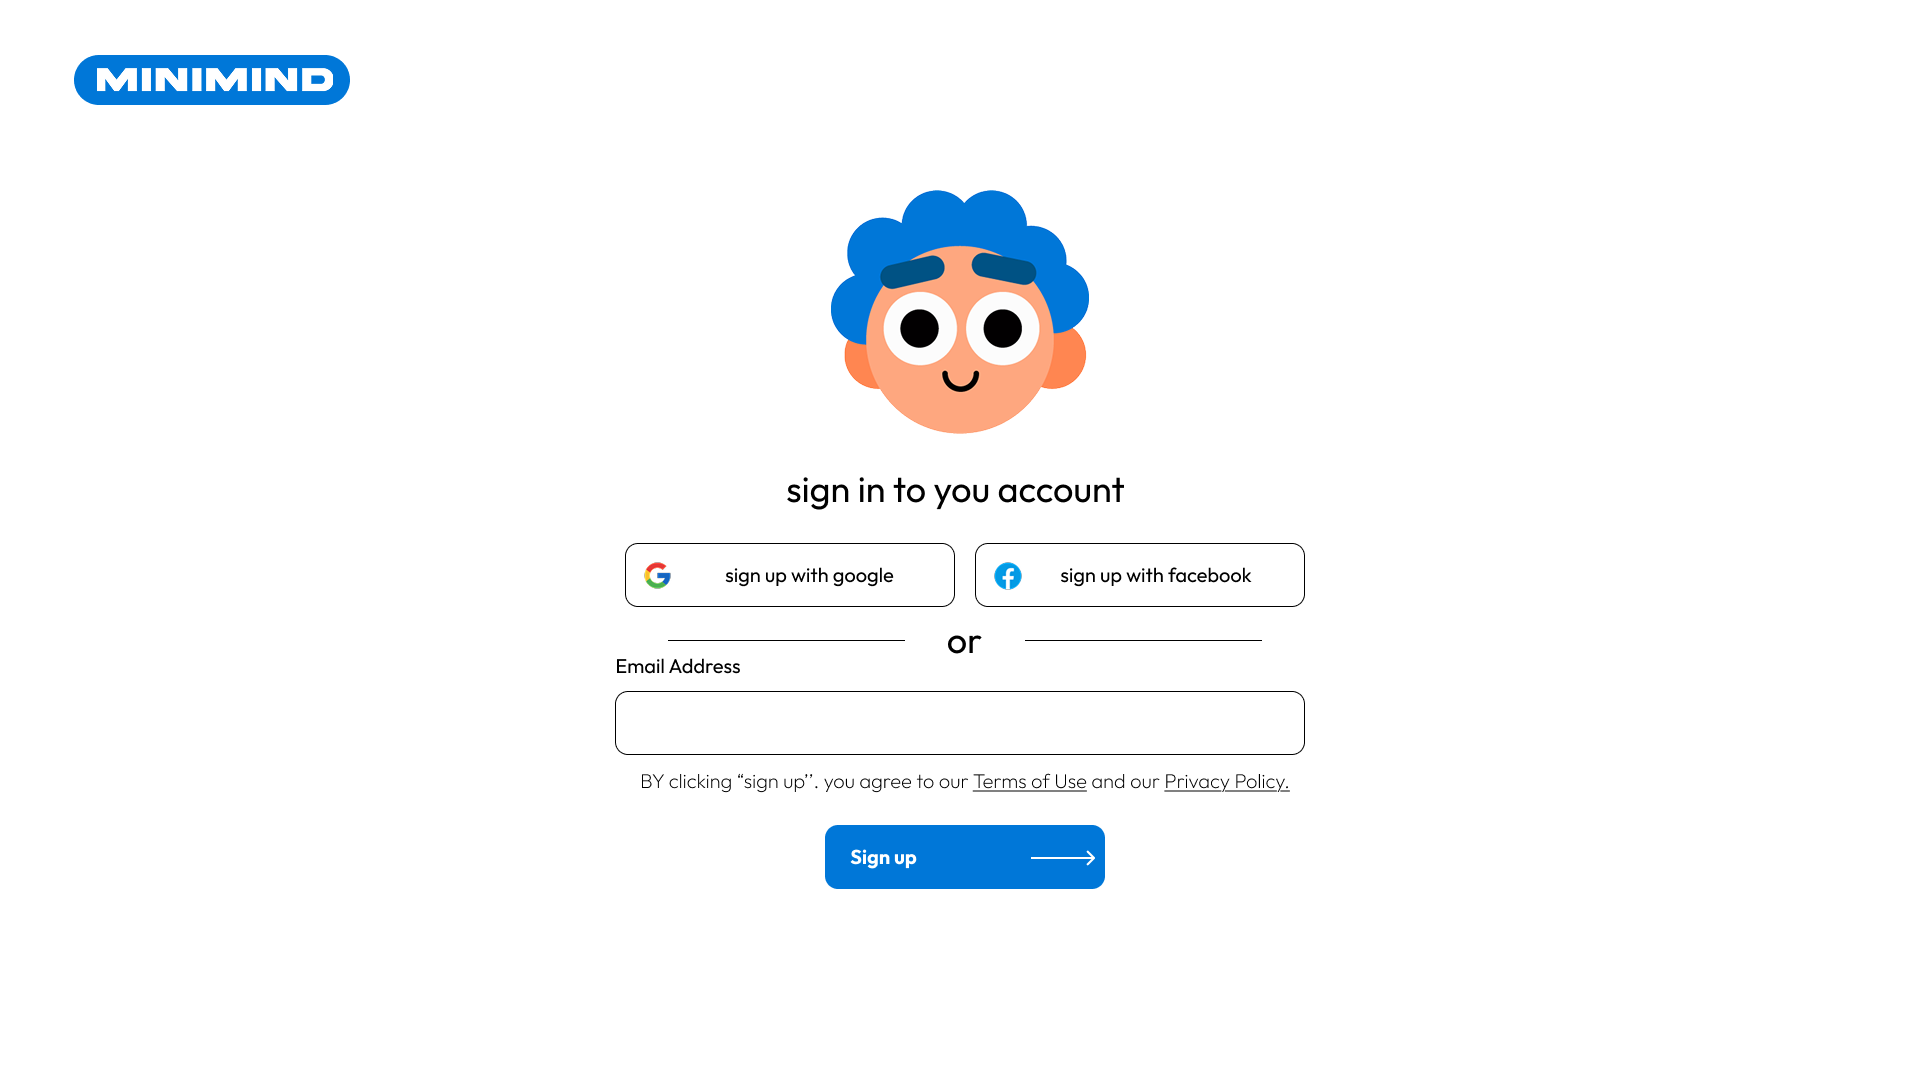 MINIMIND
sign in to you account
sign up with google
sign up with facebook
or
Email Address
BY clicking “sign up’’. you agree to our Terms of Use and our Privacy Policy.
Sign up